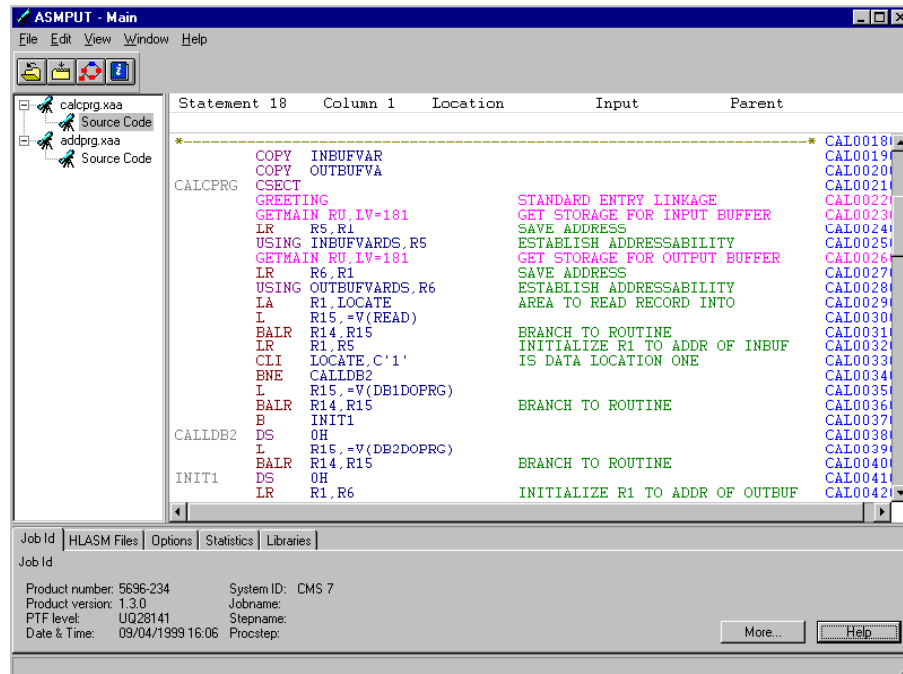 ASMPUT - Main
File Edit View Window Help
calcprg.xaa
Source Code
addprg.xaa
Source Code
Statement 18 Column 1 Location Input Parent
*----------------------------------------------------------------------* CAL0018
COPY INBUFVAR CAL0019
COPY OUTBUFVA CAL0020
CALCPRG CSECT CAL0021
GREETING STANDARD ENTRY LINKAGE CAL0022
GETMAIN RU,LV=181 GET STORAGE FOR INPUT BUFFER CAL0023
LR R5,R1 SAVE ADDRESS CAL0024
USING INBUFVARDS,R5 ESTABLISH ADDRESSABILITY CAL0025
GETMAIN RU,LV=181 GET STORAGE FOR OUTPUT BUFFER CAL0026
LR R6,R1 SAVE ADDRESS CAL0027
USING OUTBUFVARDS,R6 ESTABLISH ADDRESSABILITY CAL0028
LA R1,LOCATE AREA TO READ RECORD INTO CAL0029
L R15,=V(READ) CAL0030
BALR R14,R15 BRANCH TO ROUTINE CAL0031
LR R1,R5 INITIALIZE R1 TO ADDR OF INBUF CAL0032
CLI LOCATE,C'1' IS DATA LOCATION ONE CAL0033
BNE CALLDB2 CAL0034
L R15,=V(DB1DOPRG) CAL0035
BALR R14,R15 BRANCH TO ROUTINE CAL0036
B INIT1 CAL0037
CALLDB2 DS 0H CAL0038
L R15,=V(DB2DOPRG) CAL0039
BALR R14,R15 BRANCH TO ROUTINE CAL0040
INIT1 DS 0H CAL0041
LR R1,R6 INITIALIZE R1 TO ADDR OF OUTBUF CAL0042
Job Id HLASM Files Options Statistics Libraries
Job Id
Product number: 5696-234 System ID: CMS 7
Product version: 1.3.0 Jobname:
PTF level: UQ28141 Stepname:
Date & Time: 09/04/1999 16:06 Procstep:
More... Help